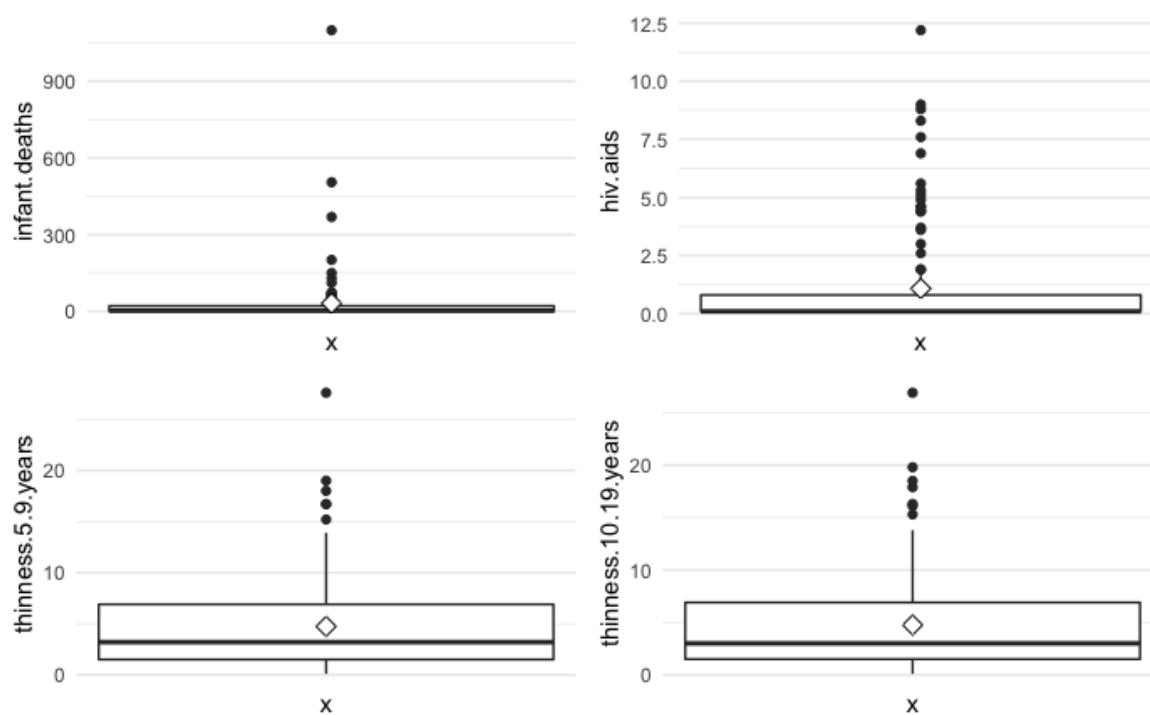 infant.deaths
900
600
300
0
x
hiv.aids
12.5
10.0
7.5
5.0
2.5
0.0
x
thinness.5.9.years
20
10
0
x
thinness.10.19.years
20
10
0
x